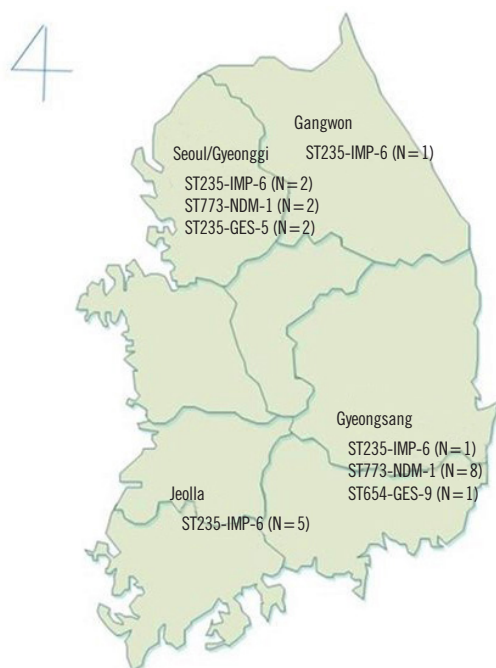 4
Gangwon
ST235-IMP-6 (N=1)
Seoul/Gyeonggi
ST235-IMP-6 (N=2)
ST773-NDM-1 (N=2)
ST235-GES-5 (N=2)
Gyeongsang
ST235-IMP-6 (N=1)
ST773-NDM-1 (N=8)
ST654-GES-9 (N=1)
Jeolla
ST235-IMP-6 (N=5)